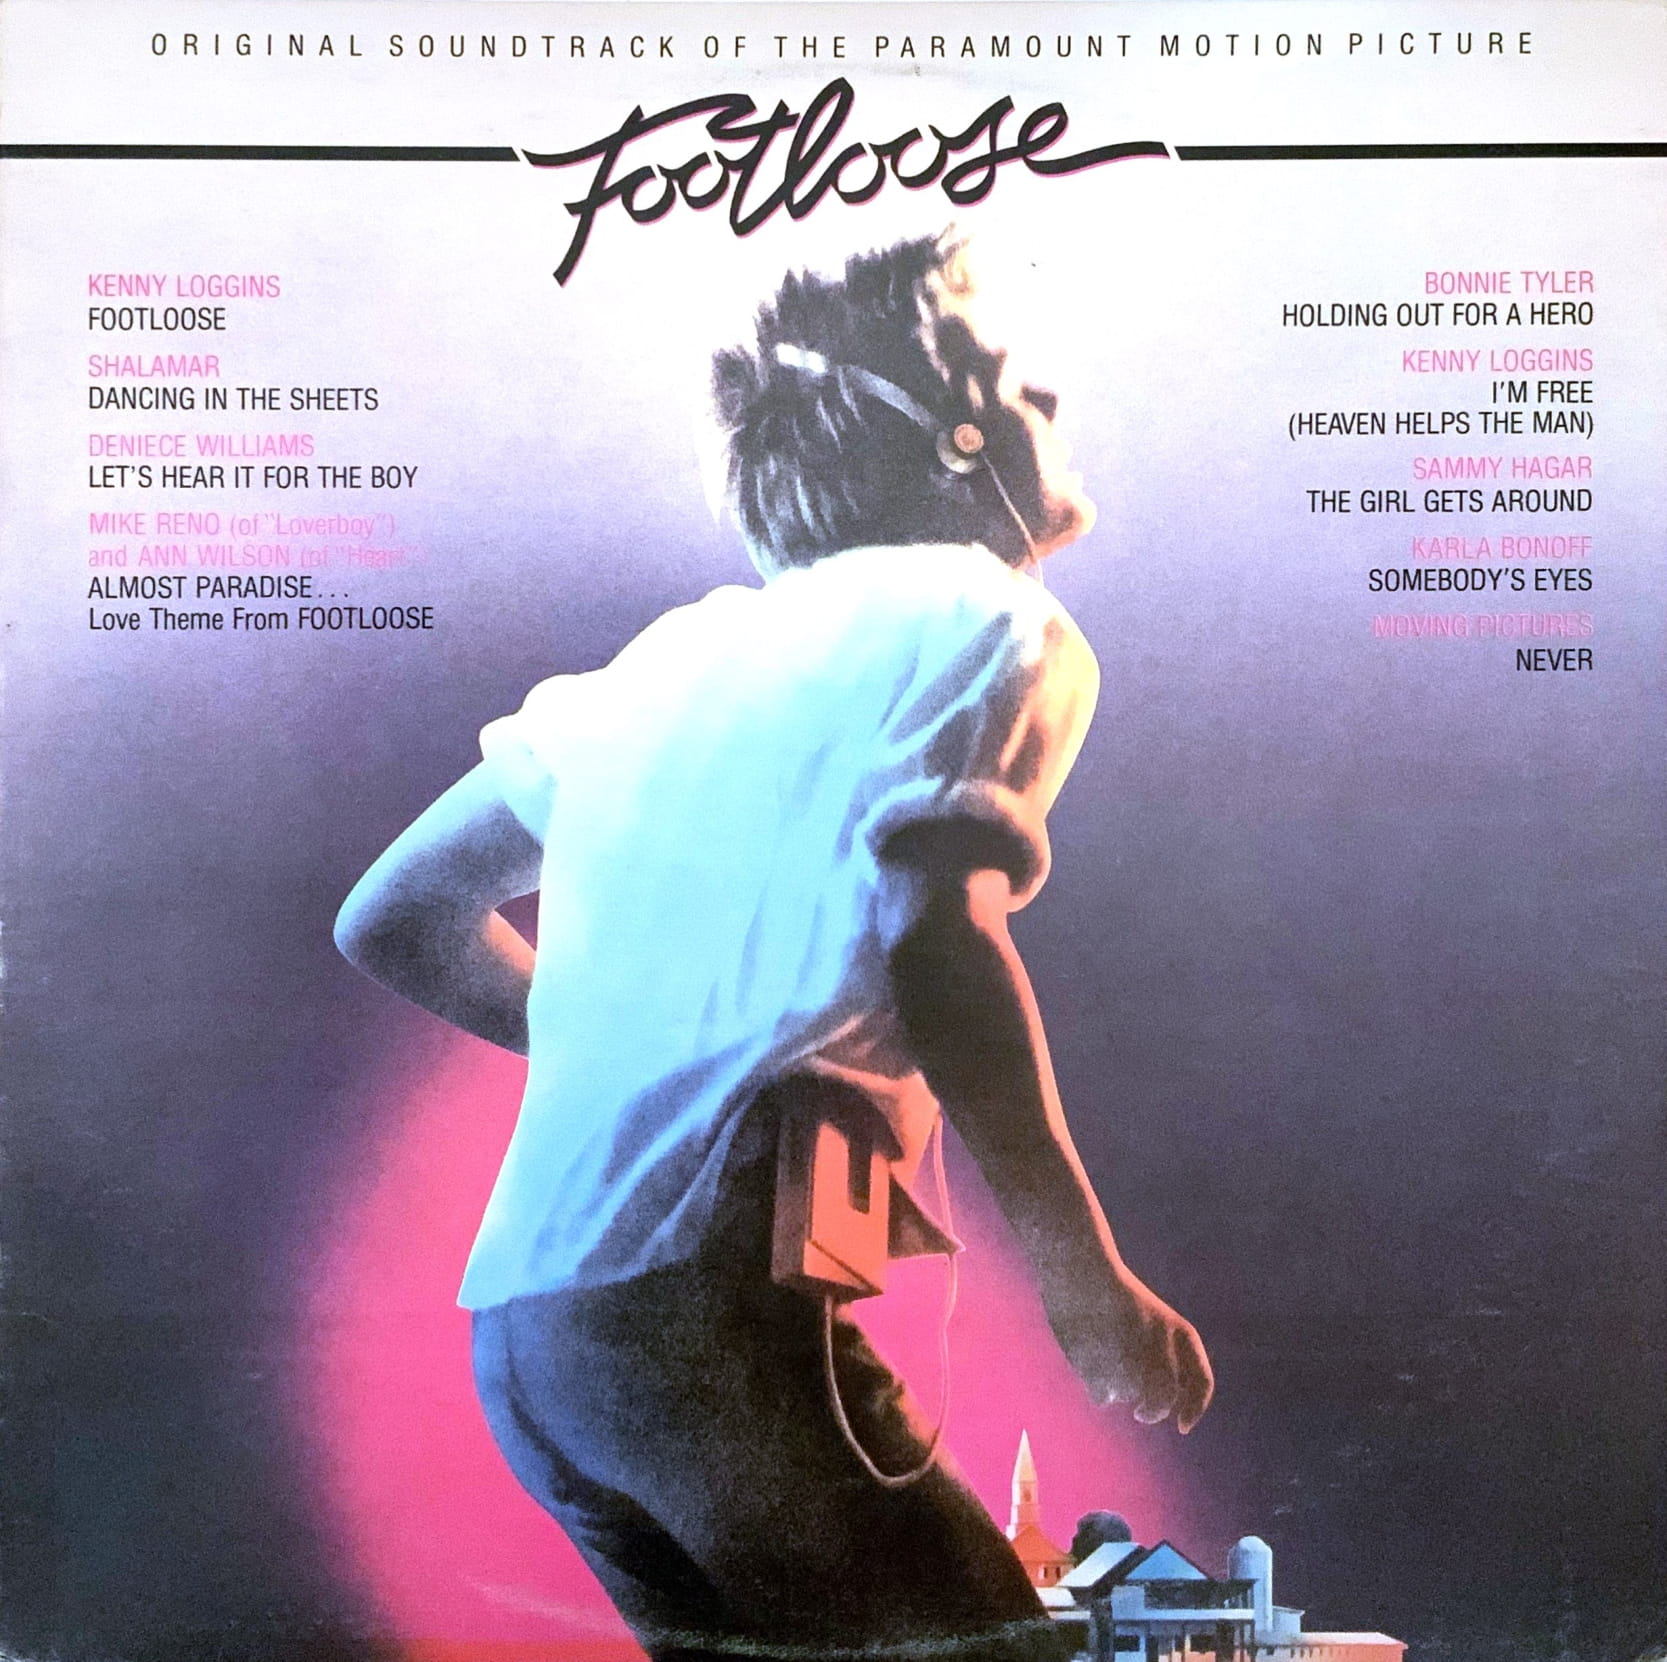 ORIGINAL SOUNDTRACK OF THE PARAMOUNT MOTION PICTURE
Footloose
KENNY LOGGINS
FOOTLOOSE
SHALAMAR
DANCING IN THE SHEETS
DENIECE WILLIAMS
LET'S HEAR IT FOR THE BOY
MIKE RENO (of "Loverboy")
and ANN WILSON (of "Heart")
ALMOST PARADISE...
Love Theme From FOOTLOOSE
BONNIE TYLER
HOLDING OUT FOR A HERO
KENNY LOGGINS
I'M FREE
(HEAVEN HELPS THE MAN)
SAMMY HAGAR
THE GIRL GETS AROUND
KARLA BONOFF
SOMEBODY'S EYES
MOVING PICTURES
NEVER